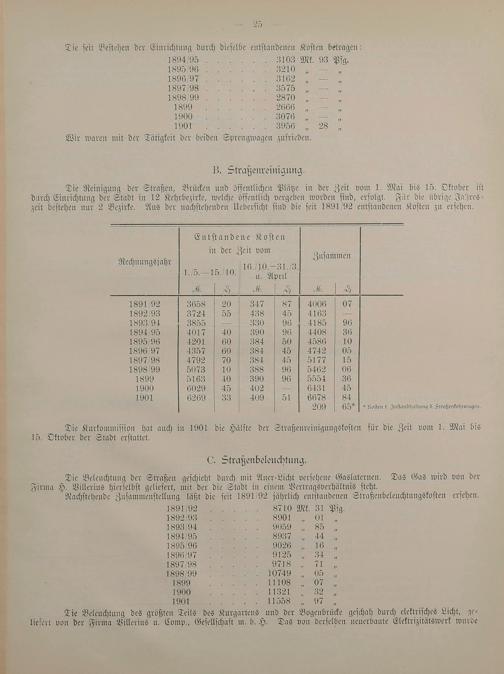 — 25 —
Die seit Bestehen der Einrichtung durch dieselbe entstandenen Kosten betragen:
1894/95 . . . . . . 3103 Mk. 93 Pfg.
1895/96 . . . . . . 3210 „ — „
1896/97 . . . . . . 3162 „ — „
1897/98 . . . . . . 3575 „ — „
1898/99 . . . . . . 2870 „ — „
1899 . . . . . . 2666 „ — „
1900 . . . . . . 3076 „ — „
1901 . . . . . . 3956 „ 28 „
Wir waren mit der Tätigkeit der beiden Sprengwagen zufrieden.
B. Straßenreinigung.
Die Reinigung der Straßen, Brücken und öffentlichen Plätze in der Zeit vom 1. Mai bis 15. Oktober ist
durch Einrichtung der Stadt in 12 Kehrbezirke, welche öffentlich vergeben worden sind, erfolgt. Für die übrige Jahres-
zeit bestehen nur 2 Bezirke. Aus der nachstehenden Uebersicht sind die seit 1891/92 entstandenen Kosten zu ersehen.
Rechnungsjahr Entstandene Kosten in der Zeit vom Zusammen
1./5.—15./10. 16./10.—31./3. u. April
ℳ. ₰ ℳ. ₰ ℳ. ₰
1891/92 3658 20 347 87 4006 07
1892/93 3724 55 438 45 4163 —
1893/94 3855 — 330 96 4185 96
1894/95 4017 40 390 96 4408 36
1895/96 4201 60 384 50 4586 10
1896/97 4357 60 384 45 4742 05
1897/98 4792 70 384 45 5177 15
1898/99 5073 10 388 96 5462 06
1899 5163 40 390 96 5554 36
1900 6029 45 402 — 6431 45
1901 6269 33 409 51 6678 84
209 65* * Kosten f. Instandhaltung d. Straßenkehrwagen.
Die Kurkommission hat auch in 1901 die Hälfte der Straßenreinigungskosten für die Zeit vom 1. Mai bis
15. Oktober der Stadt erstattet.
C. Straßenbeleuchtung.
Die Beleuchtung der Straßen geschieht durch mit Auer-Licht versehene Gaslaternen. Das Gas wird von der
Firma H. Villerius hierselbst geliefert, mit der die Stadt in einem Vertragsverhältnis steht.
Nachstehende Zusammenstellung läßt die seit 1891/92 jährlich entstandenen Straßenbeleuchtungskosten ersehen.
1891/92 . . . . . 8710 Mk. 31 Pfg.
1892/93 . . . . . 8901 „ 01 „
1893/94 . . . . . 9059 „ 85 „
1894/95 . . . . . 8937 „ 44 „
1895/96 . . . . . 9026 „ 16 „
1896/97 . . . . . 9125 „ 34 „
1897/98 . . . . . 9718 „ 71 „
1898/99 . . . . . 10749 „ 05 „
1899 . . . . . 11108 „ 07 „
1900 . . . . . 11321 „ 32 „
1901 . . . . . 11558 „ 97 „
Die Beleuchtung des größten Teils des Kurgartens und der Bogenbrücke geschah durch elektrisches Licht, ge-
liefert von der Firma Villerius u. Comp., Gesellschaft m. b. H. Das von derselben neuerbaute Elektrizitätswerk wurde